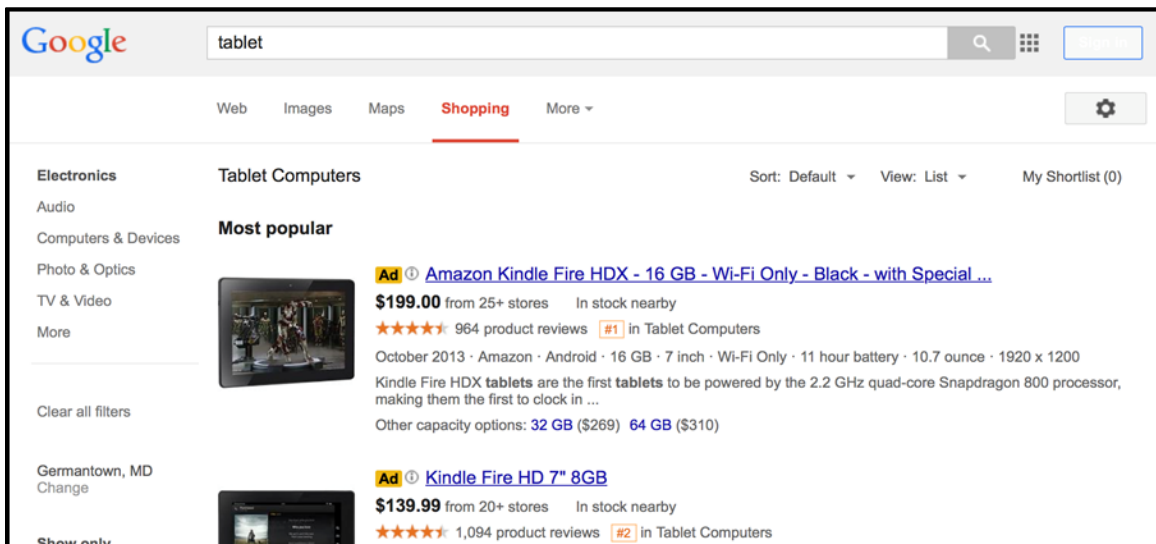 Google
tablet
Sign in
Web Images Maps Shopping More
Electronics
Audio
Computers & Devices
Photo & Optics
TV & Video
More
Clear all filters
Germantown, MD
Change
Show only
Tablet Computers
Sort: Default View: List My Shortlist (0)
Most popular
Ad Amazon Kindle Fire HDX - 16 GB - Wi-Fi Only - Black - with Special ...
$199.00 from 25+ stores In stock nearby
964 product reviews #1 in Tablet Computers
October 2013 · Amazon · Android · 16 GB · 7 inch · Wi-Fi Only · 11 hour battery · 10.7 ounce · 1920 x 1200
Kindle Fire HDX tablets are the first tablets to be powered by the 2.2 GHz quad-core Snapdragon 800 processor,
making them the first to clock in ...
Other capacity options: 32 GB ($269) 64 GB ($310)
Ad Kindle Fire HD 7" 8GB
$139.99 from 20+ stores In stock nearby
1,094 product reviews #2 in Tablet Computers